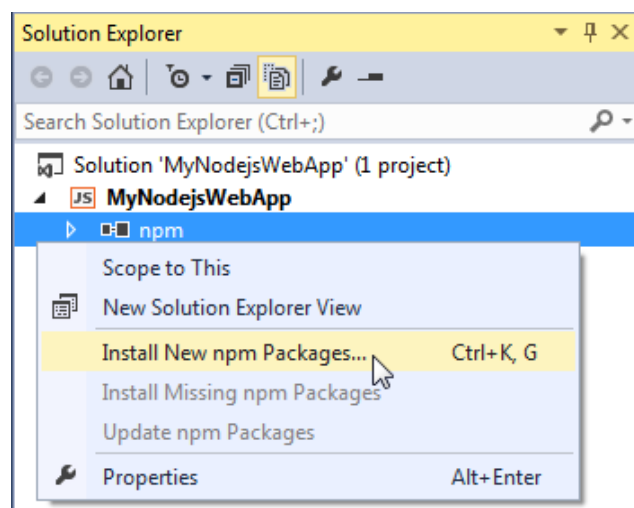 Solution Explorer
Search Solution Explorer (Ctrl+;)
Solution 'MyNodejsWebApp' (1 project)
JS MyNodejsWebApp
npm
Scope to This
New Solution Explorer View
Install New npm Packages... Ctrl+K, G
Install Missing npm Packages
Update npm Packages
Properties Alt+Enter